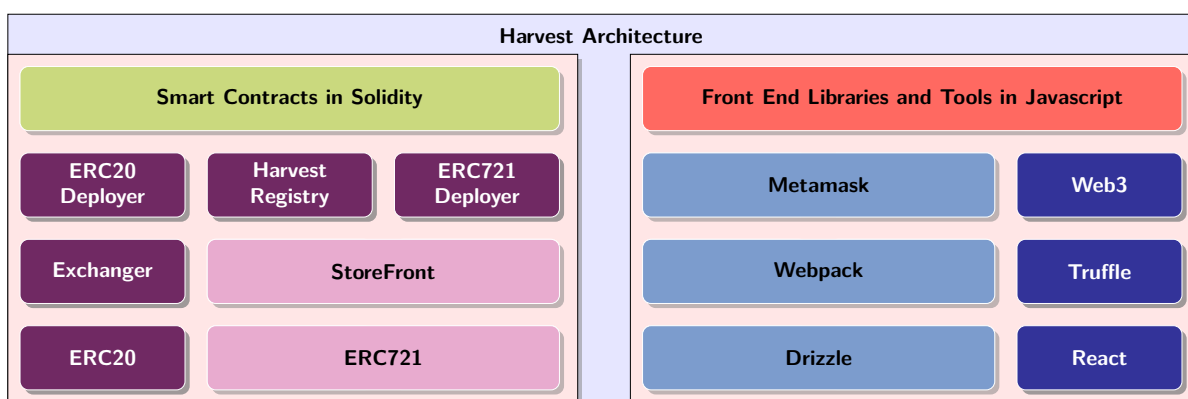 Harvest Architecture
Smart Contracts in Solidity
ERC20
Deployer
Harvest
Registry
ERC721
Deployer
Exchanger
StoreFront
ERC20
ERC721
Front End Libraries and Tools in Javascript
Metamask
Web3
Webpack
Truffle
Drizzle
React